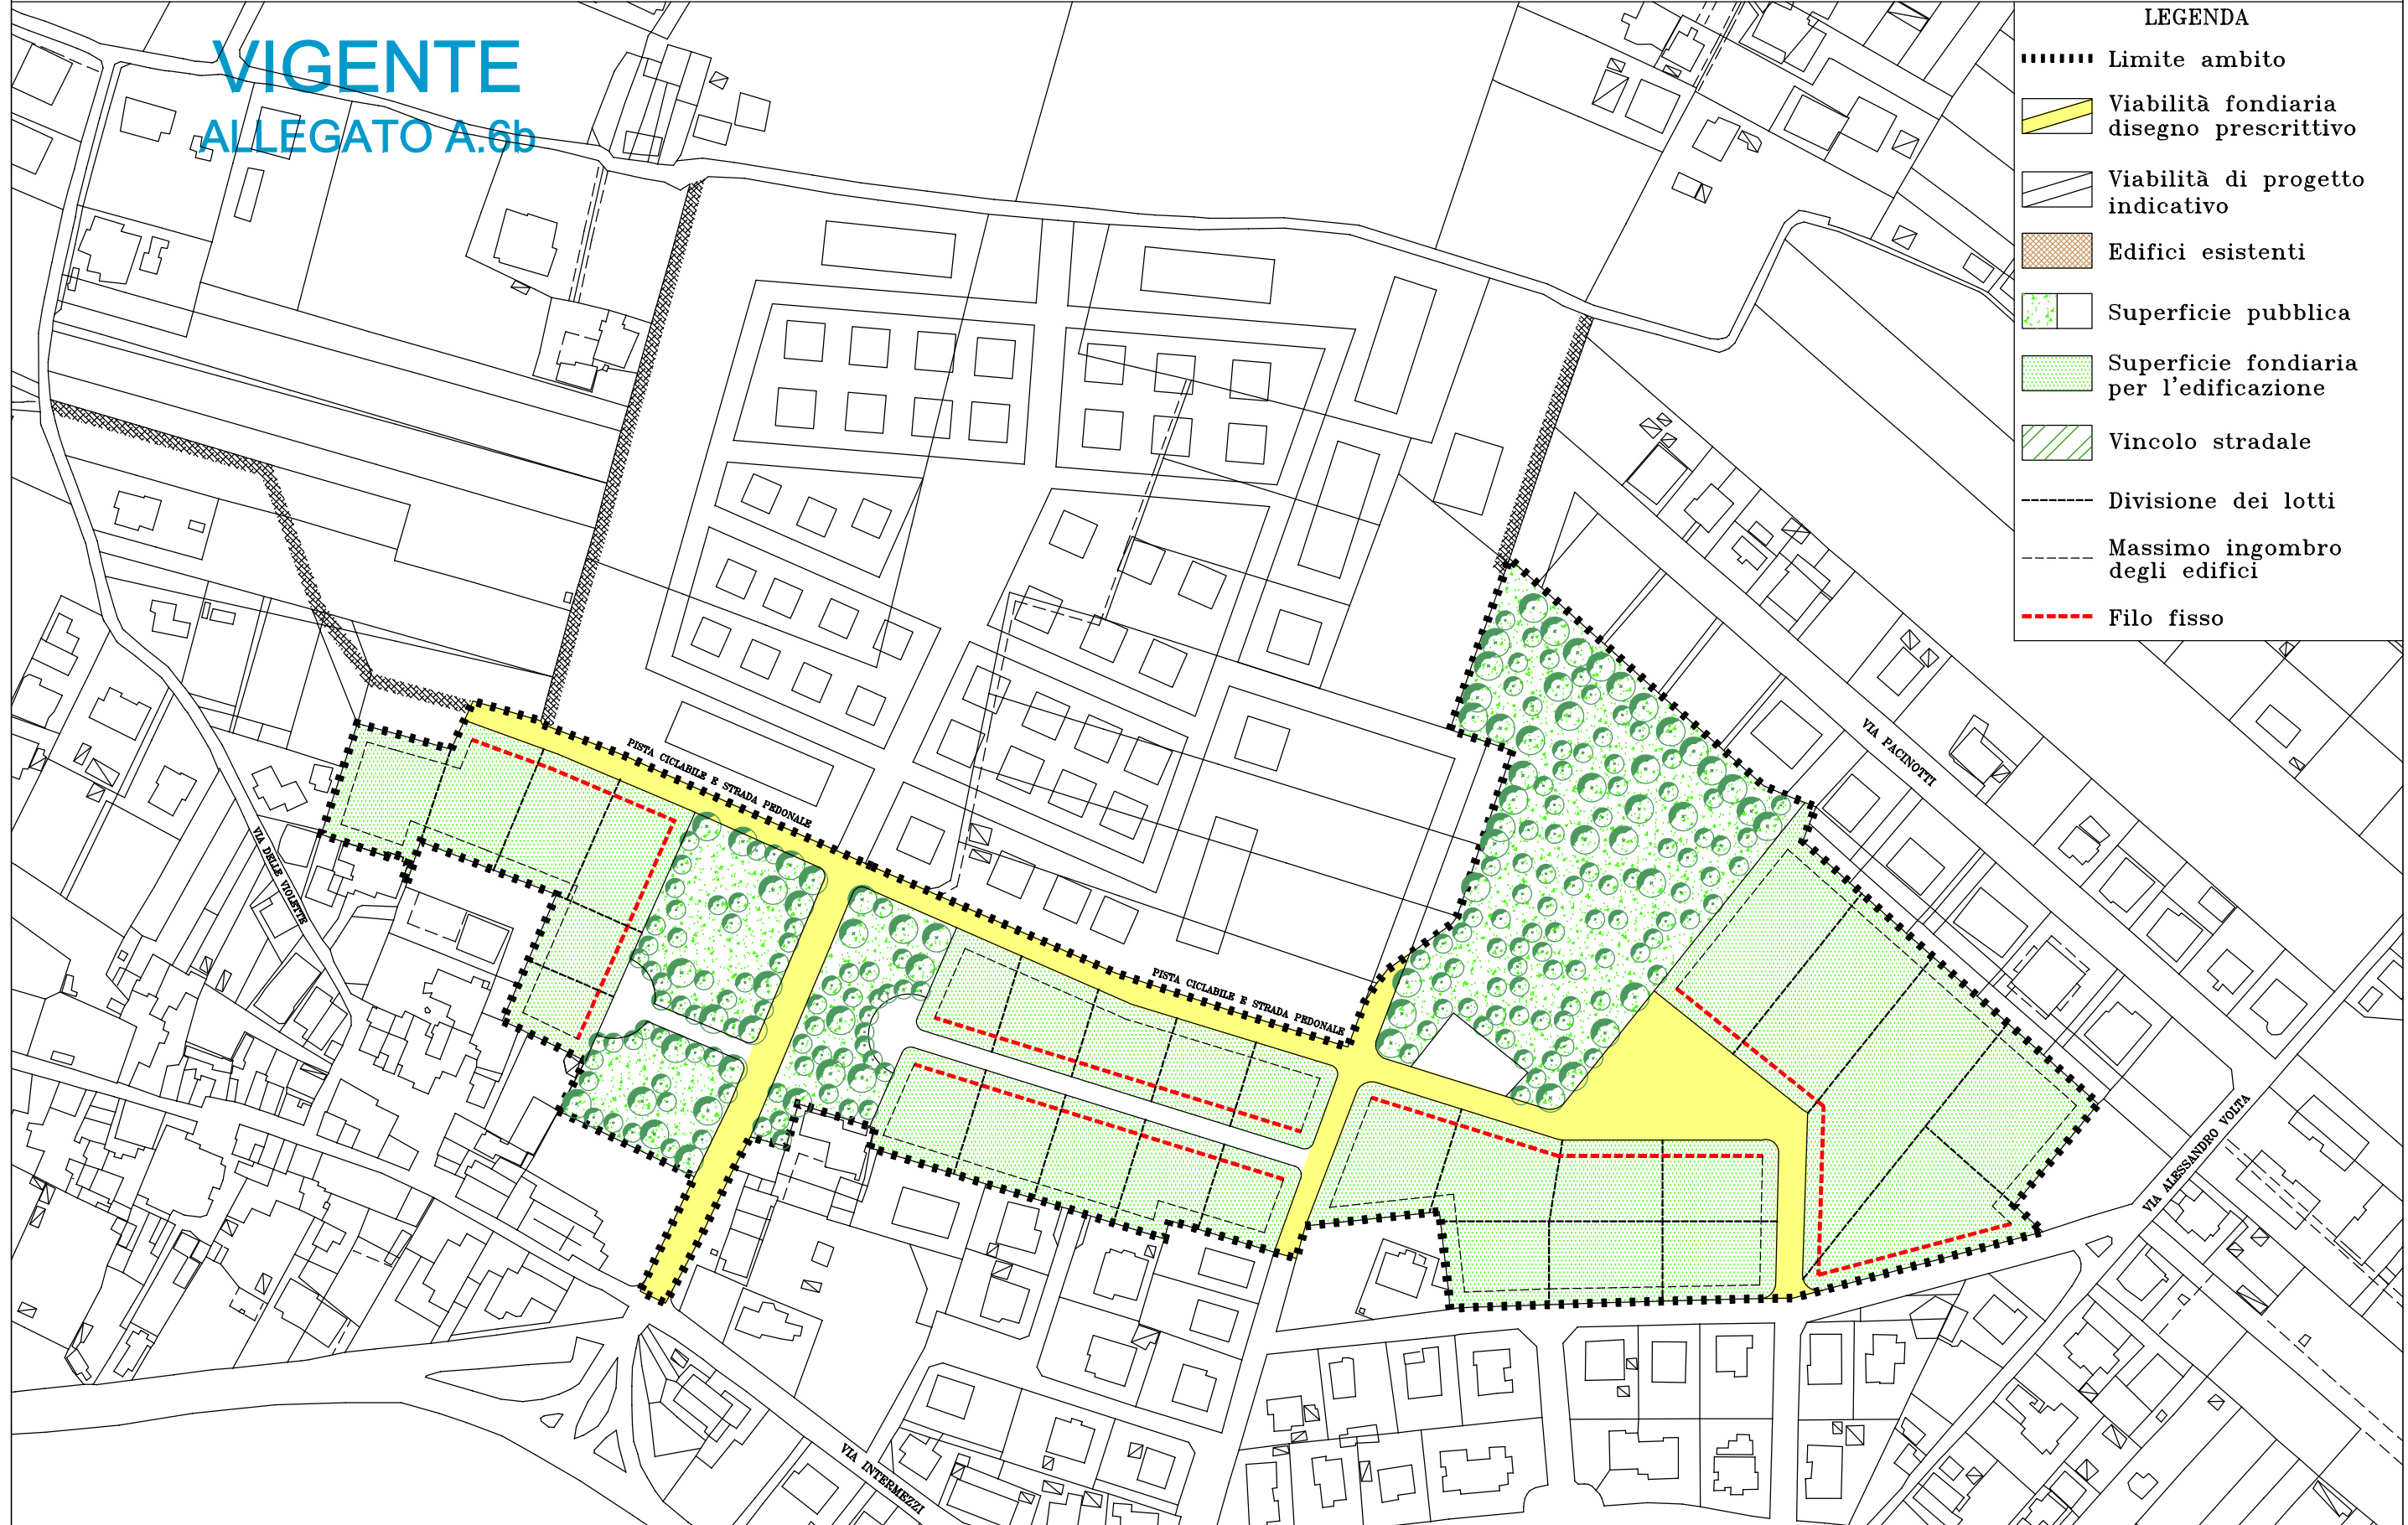 VIGENTE
ALLEGATO A.6b
LEGENDA
Limite ambito
Viabilità fondiaria
disegno prescrittivo
Viabilità di progetto
indicativo
Edifici esistenti
Superficie pubblica
Superficie fondiaria
per l'edificazione
Vincolo stradale
Divisione dei lotti
Massimo ingombro
degli edifici
Filo fisso
PISTA CICLABILE E STRADA PEDONALE
VIA PACINOTTI
VIA DELLE VIOLETTE
PISTA CICLABILE E STRADA PEDONALE
VIA ALESSANDRO VOLTA
VIA INTERMEZZI